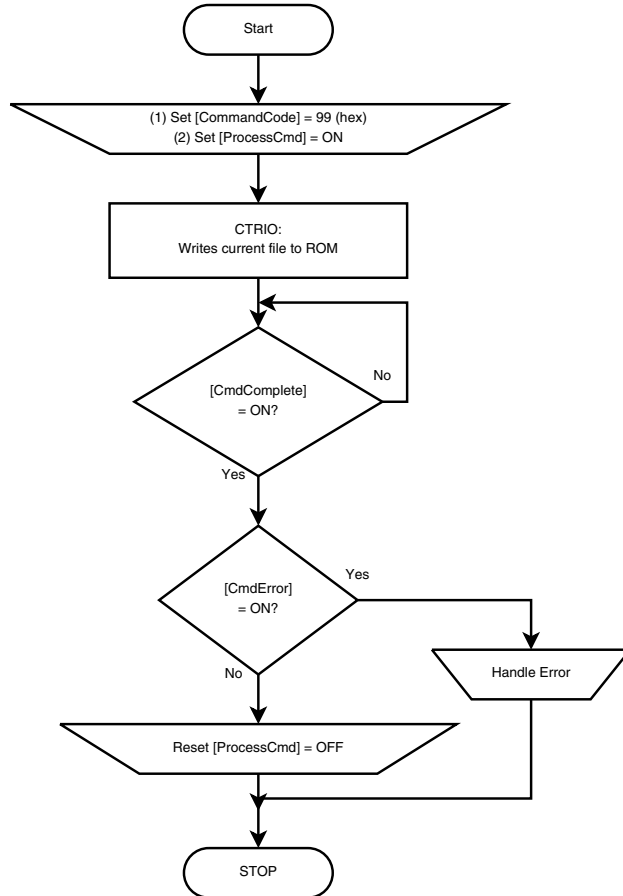 Start
(1) Set [CommandCode] = 99 (hex)
(2) Set [ProcessCmd] = ON
CTRIO:
Writes current file to ROM
No
[CmdComplete]
= ON?
Yes
Yes
[CmdError]
= ON?
No
Handle Error
Reset [ProcessCmd] = OFF
STOP